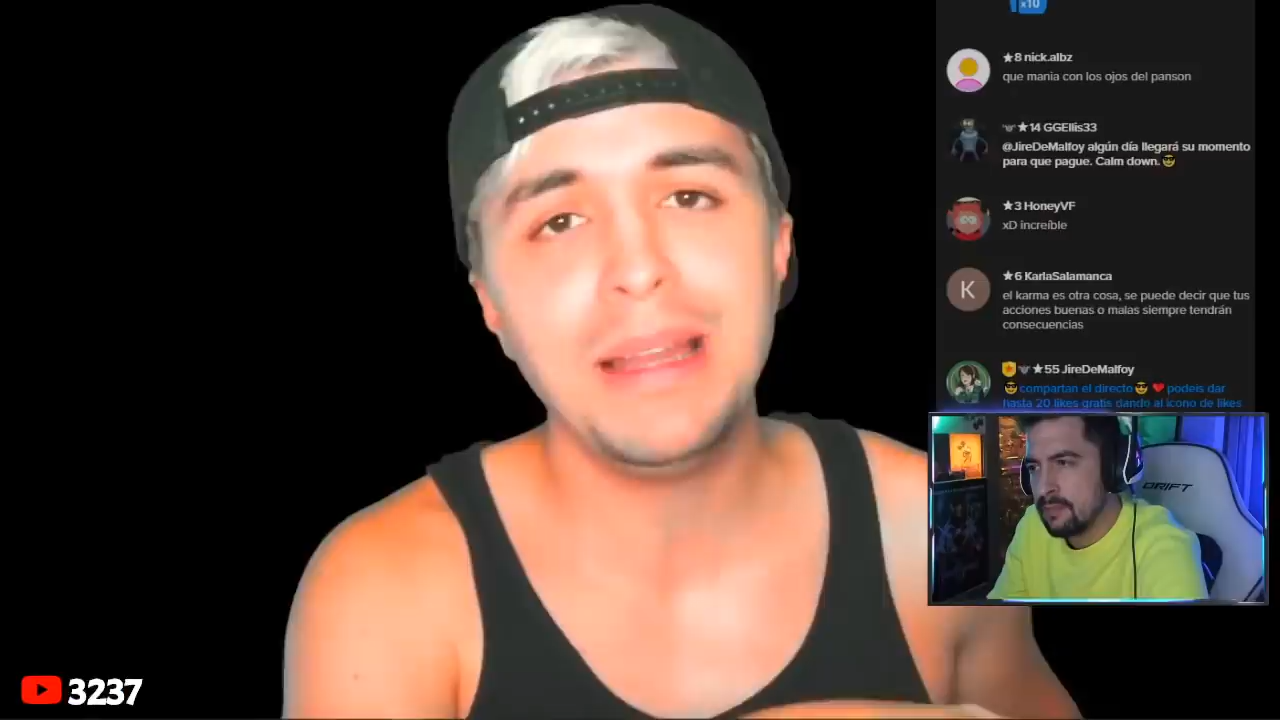 x10
★8 nick.albz
que mania con los ojos del panson
★14 GGEllis33
@JireDeMalfoy algún día llegará su momento
para que pague. Calm down.😎
★3 HoneyVF
xD increíble
K
★6 KarlaSalamanca
el karma es otra cosa, se puede decir que tus
acciones buenas o malas siempre tendrán
consecuencias
★55 JireDeMalfoy
😎compartan el directo😎 ❤️ podeis dar
hasta 20 likes gratis dando al icono de likes
DRIFT
3237